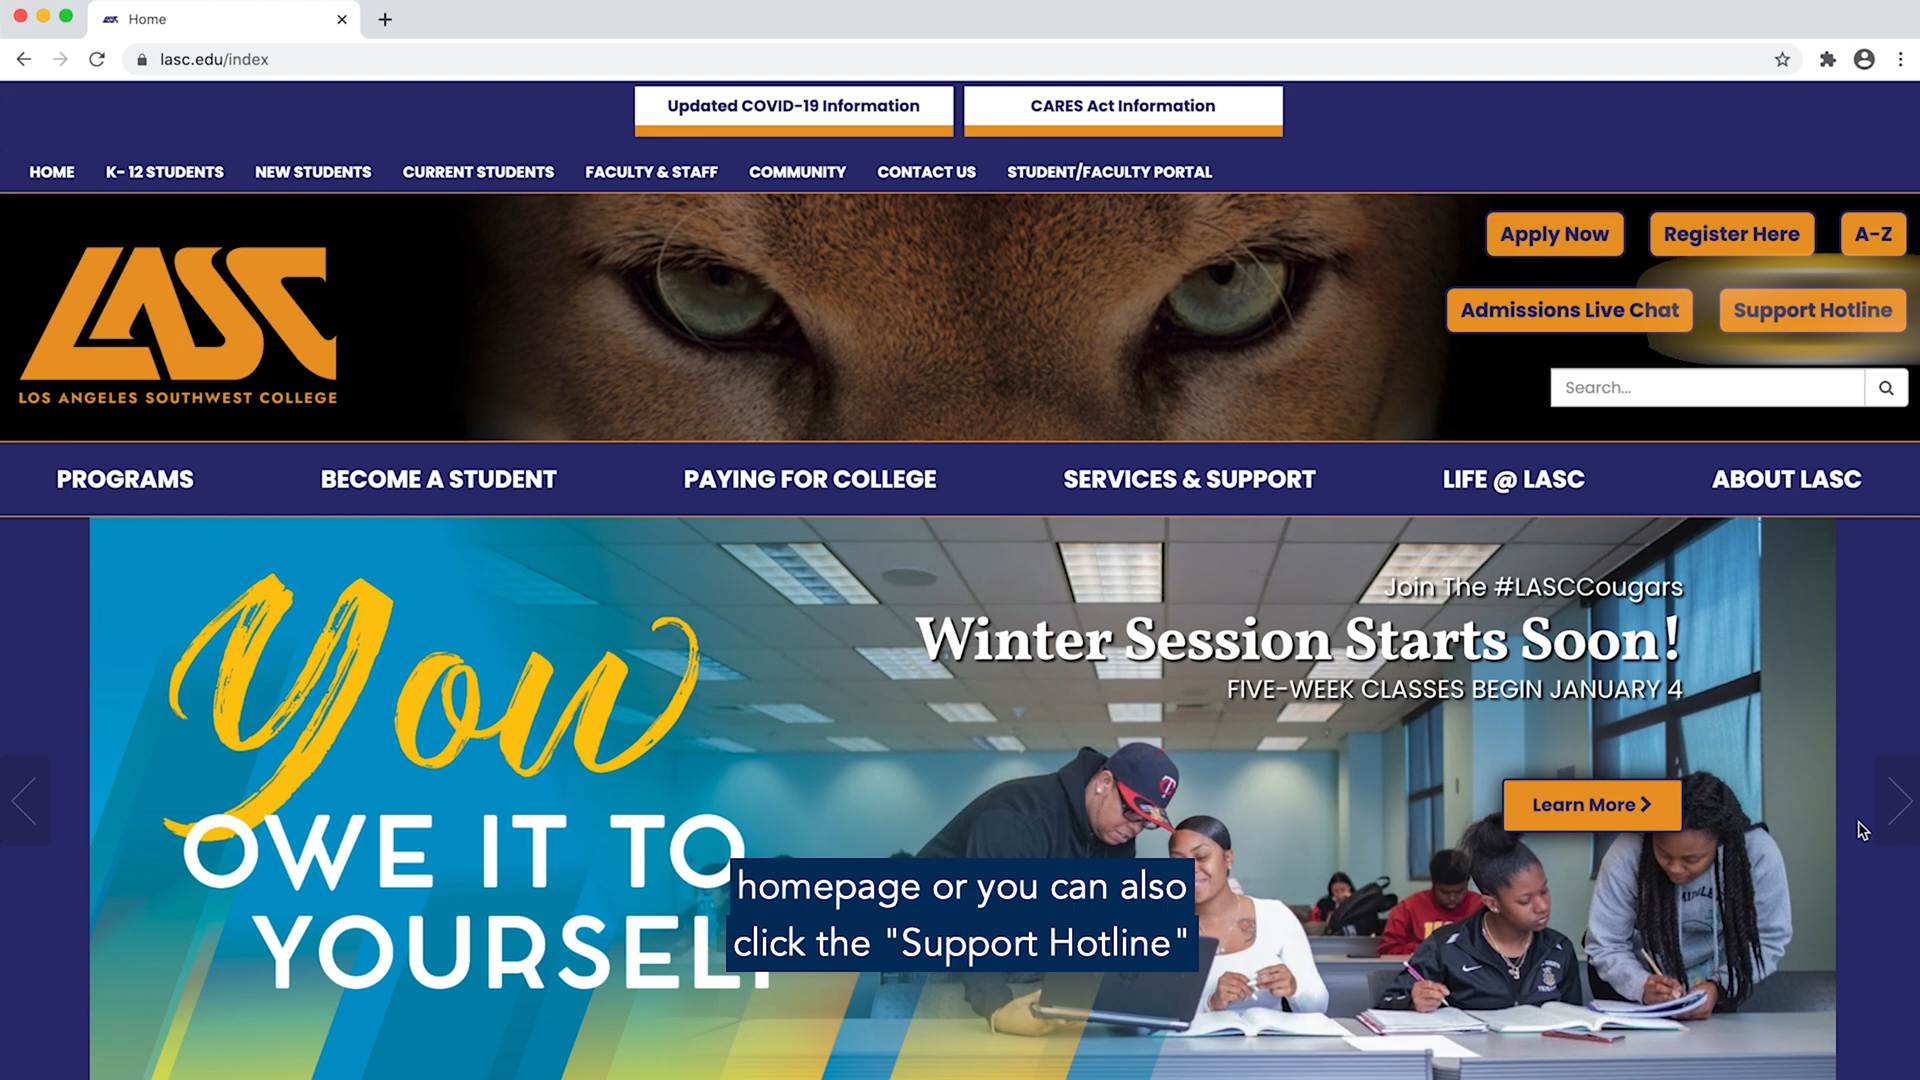 Home
lasc.edu/index
Updated COVID-19 Information
CARES Act Information
HOME K- 12 STUDENTS NEW STUDENTS CURRENT STUDENTS FACULTY & STAFF COMMUNITY CONTACT US STUDENT/FACULTY PORTAL
LASC
LOS ANGELES SOUTHWEST COLLEGE
Apply Now Register Here A-Z
Admissions Live Chat Support Hotline
Search...
PROGRAMS BECOME A STUDENT PAYING FOR COLLEGE SERVICES & SUPPORT LIFE @ LASC ABOUT LASC
You
OWE IT TO
YOURSELF
Join The #LASCCougars
Winter Session Starts Soon!
FIVE-WEEK CLASSES BEGIN JANUARY 4
Learn More
homepage or you can also
click the "Support Hotline"